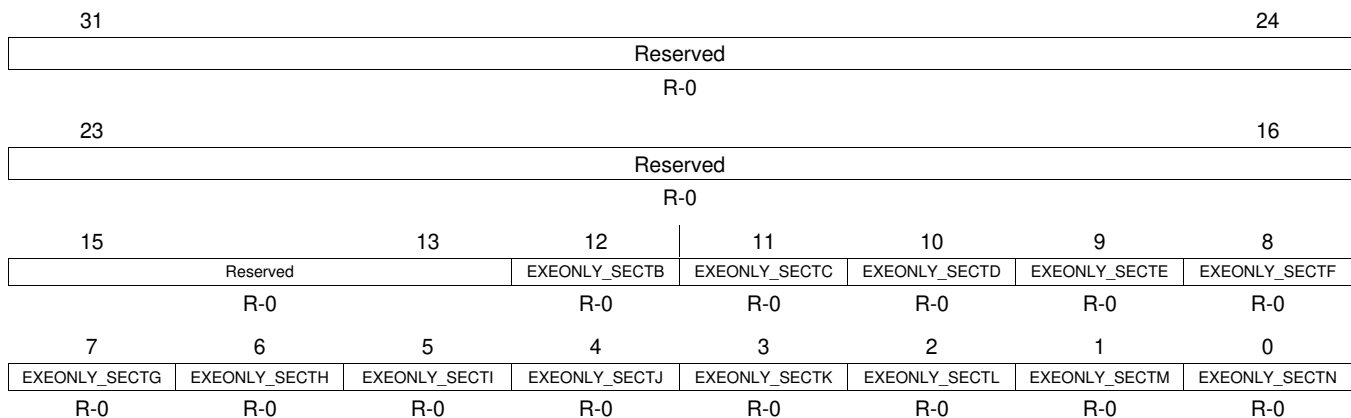 31 24
Reserved
R-0
23 16
Reserved
R-0
15 13 12 11 10 9 8
Reserved EXEONLY_SECTB EXEONLY_SECTC EXEONLY_SECTD EXEONLY_SECTE EXEONLY_SECTF
R-0 R-0 R-0 R-0 R-0 R-0
7 6 5 4 3 2 1 0
EXEONLY_SECTG EXEONLY_SECTH EXEONLY_SECTI EXEONLY_SECTJ EXEONLY_SECTK EXEONLY_SECTL EXEONLY_SECTM EXEONLY_SECTN
R-0 R-0 R-0 R-0 R-0 R-0 R-0 R-0